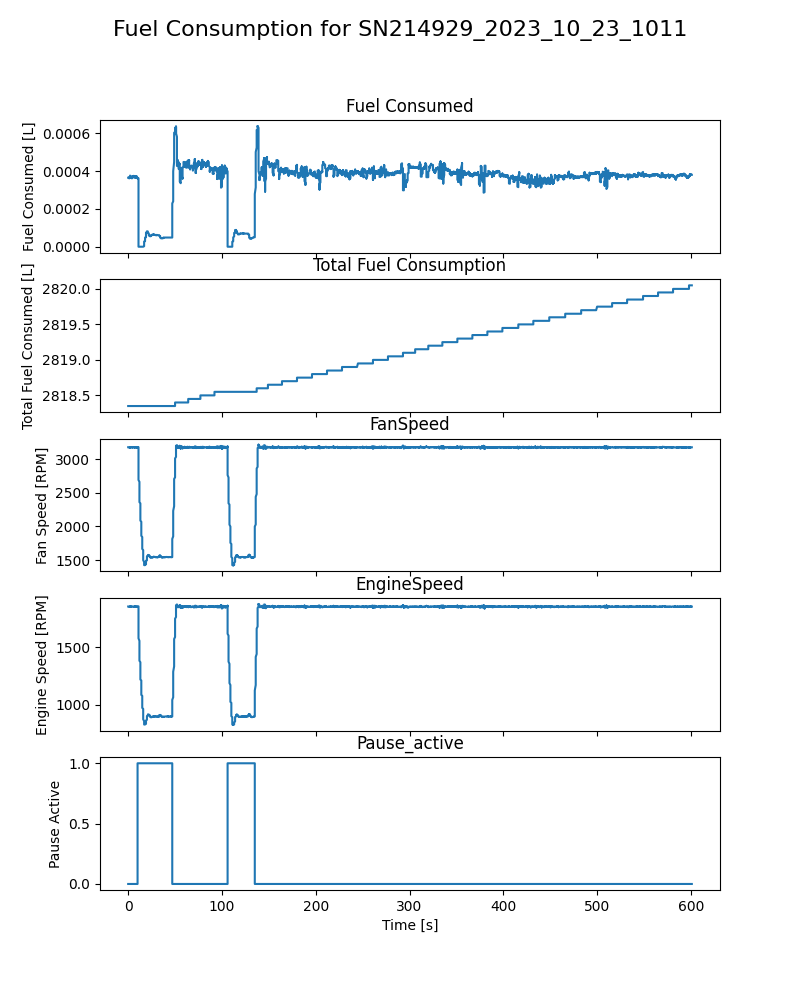 Fuel Consumption for SN214929_2023_10_23_1011
Fuel Consumed
Fuel Consumed [L]
0.0006
0.0004
0.0002
0.0000
Total Fuel Consumption
Total Fuel Consumed [L]
2820.0
2819.5
2819.0
2818.5
FanSpeed
Fan Speed [RPM]
3000
2500
2000
1500
EngineSpeed
Engine Speed [RPM]
1500
1000
Pause_active
Pause Active
1.0
0.5
0.0
0 100 200 300 400 500 600
Time [s]